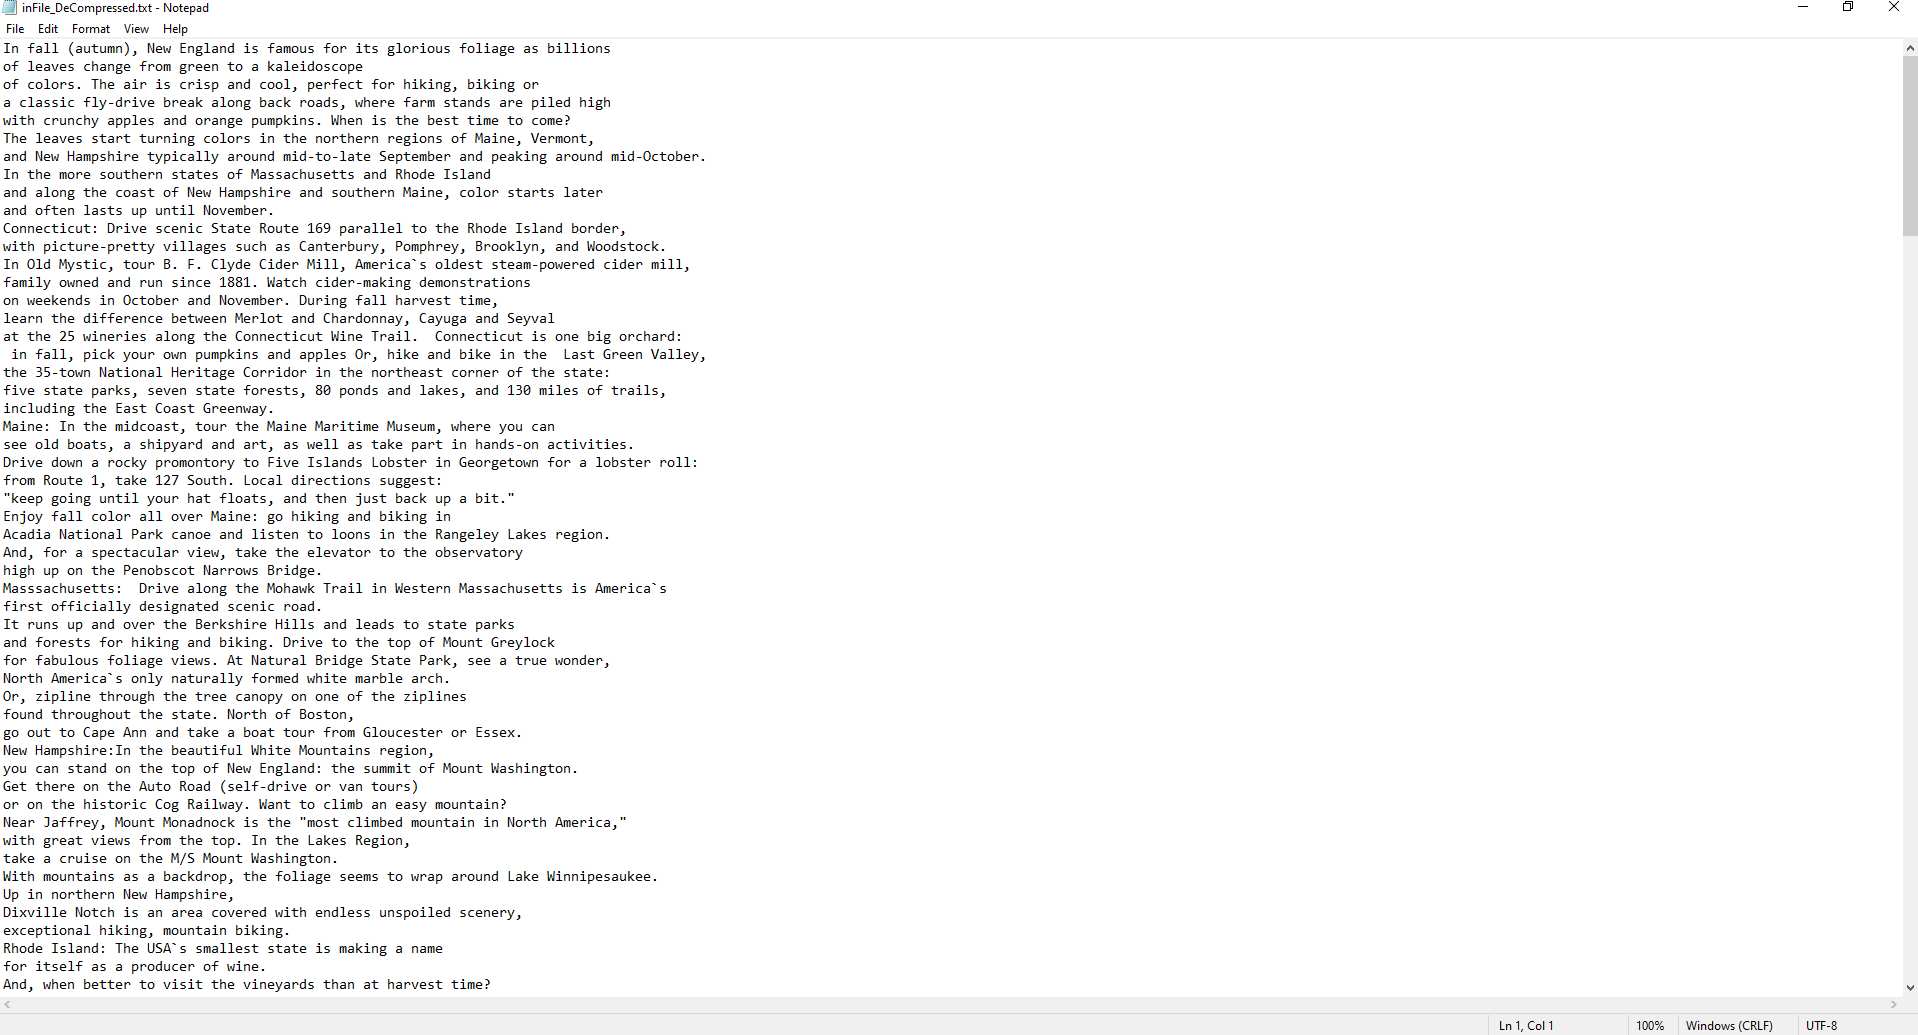 inFile_DeCompressed.txt - Notepad
File Edit Format View Help
In fall (autumn), New England is famous for its glorious foliage as billions
of leaves change from green to a kaleidoscope
of colors. The air is crisp and cool, perfect for hiking, biking or
a classic fly-drive break along back roads, where farm stands are piled high
with crunchy apples and orange pumpkins. When is the best time to come?
The leaves start turning colors in the northern regions of Maine, Vermont,
and New Hampshire typically around mid-to-late September and peaking around mid-October.
In the more southern states of Massachusetts and Rhode Island
and along the coast of New Hampshire and southern Maine, color starts later
and often lasts up until November.
Connecticut: Drive scenic State Route 169 parallel to the Rhode Island border,
with picture-pretty villages such as Canterbury, Pomphrey, Brooklyn, and Woodstock.
In Old Mystic, tour B. F. Clyde Cider Mill, America`s oldest steam-powered cider mill,
family owned and run since 1881. Watch cider-making demonstrations
on weekends in October and November. During fall harvest time,
learn the difference between Merlot and Chardonnay, Cayuga and Seyval
at the 25 wineries along the Connecticut Wine Trail.  Connecticut is one big orchard:
 in fall, pick your own pumpkins and apples Or, hike and bike in the  Last Green Valley,
the 35-town National Heritage Corridor in the northeast corner of the state:
five state parks, seven state forests, 80 ponds and lakes, and 130 miles of trails,
including the East Coast Greenway.
Maine: In the midcoast, tour the Maine Maritime Museum, where you can
see old boats, a shipyard and art, as well as take part in hands-on activities.
Drive down a rocky promontory to Five Islands Lobster in Georgetown for a lobster roll:
from Route 1, take 127 South. Local directions suggest:
"keep going until your hat floats, and then just back up a bit."
Enjoy fall color all over Maine: go hiking and biking in
Acadia National Park canoe and listen to loons in the Rangeley Lakes region.
And, for a spectacular view, take the elevator to the observatory
high up on the Penobscot Narrows Bridge.
Masssachusetts:  Drive along the Mohawk Trail in Western Massachusetts is America`s
first officially designated scenic road.
It runs up and over the Berkshire Hills and leads to state parks
and forests for hiking and biking. Drive to the top of Mount Greylock
for fabulous foliage views. At Natural Bridge State Park, see a true wonder,
North America`s only naturally formed white marble arch.
Or, zipline through the tree canopy on one of the ziplines
found throughout the state. North of Boston,
go out to Cape Ann and take a boat tour from Gloucester or Essex.
New Hampshire:In the beautiful White Mountains region,
you can stand on the top of New England: the summit of Mount Washington.
Get there on the Auto Road (self-drive or van tours)
or on the historic Cog Railway. Want to climb an easy mountain?
Near Jaffrey, Mount Monadnock is the "most climbed mountain in North America,"
with great views from the top. In the Lakes Region,
take a cruise on the M/S Mount Washington.
With mountains as a backdrop, the foliage seems to wrap around Lake Winnipesaukee.
Up in northern New Hampshire,
Dixville Notch is an area covered with endless unspoiled scenery,
exceptional hiking, mountain biking.
Rhode Island: The USA`s smallest state is making a name
for itself as a producer of wine.
And, when better to visit the vineyards than at harvest time?
Ln 1, Col 1 100% Windows (CRLF) UTF-8